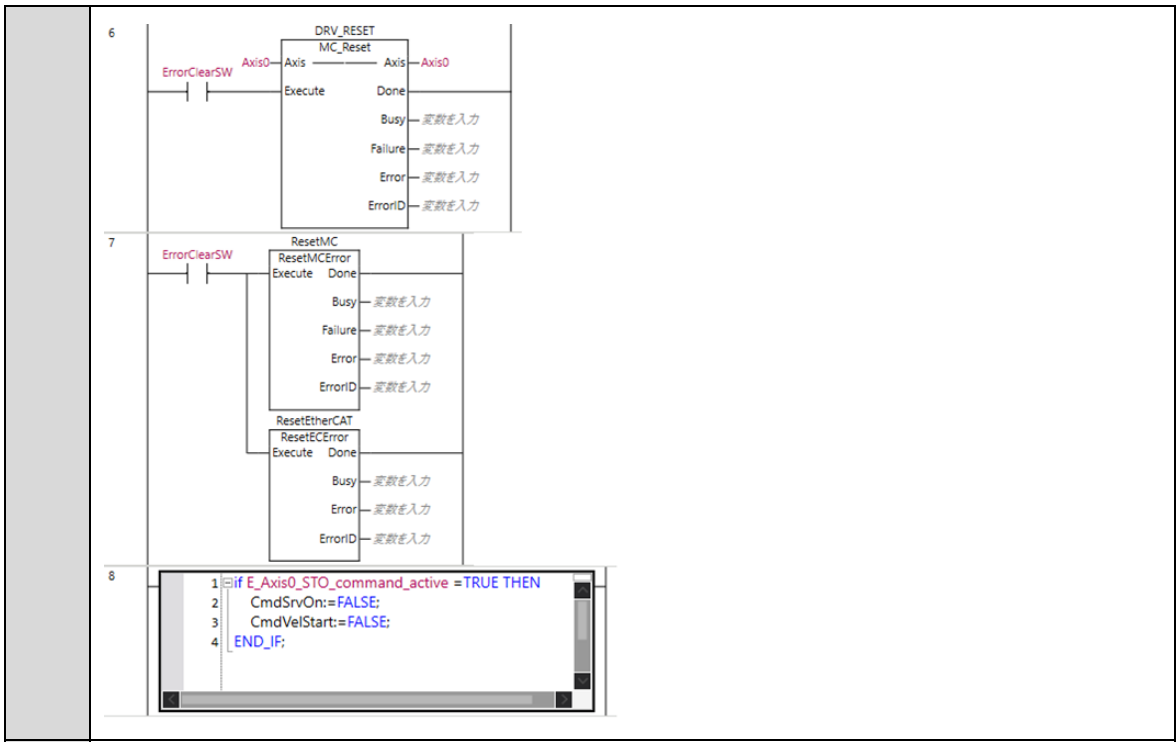 6
DRV_RESET
MC_Reset
Axis0 Axis Axis Axis0
ErrorClearSW
Execute Done
Busy 変数を入力
Failure 変数を入力
Error 変数を入力
ErrorID 変数を入力
7
ResetMC
ErrorClearSW
ResetMCError
Execute Done
Busy 変数を入力
Failure 変数を入力
Error 変数を入力
ErrorID 変数を入力
ResetEtherCAT
ResetECError
Execute Done
Busy 変数を入力
Error 変数を入力
ErrorID 変数を入力
8
1 if E_Axis0_STO_command_active =TRUE THEN
2 CmdSrvOn:=FALSE;
3 CmdVelStart:=FALSE;
4 END_IF;